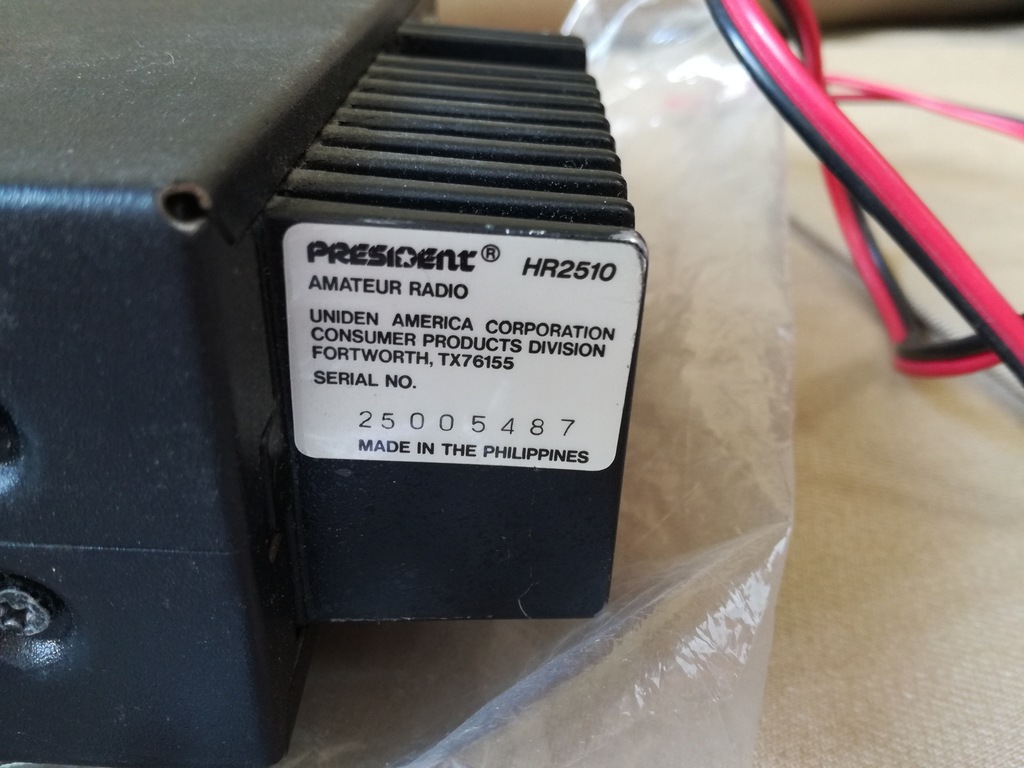 PRESIDENT® HR2510
AMATEUR RADIO
UNIDEN AMERICA CORPORATION
CONSUMER PRODUCTS DIVISION
FORTWORTH, TX76155
SERIAL NO.
25005487
MADE IN THE PHILIPPINES